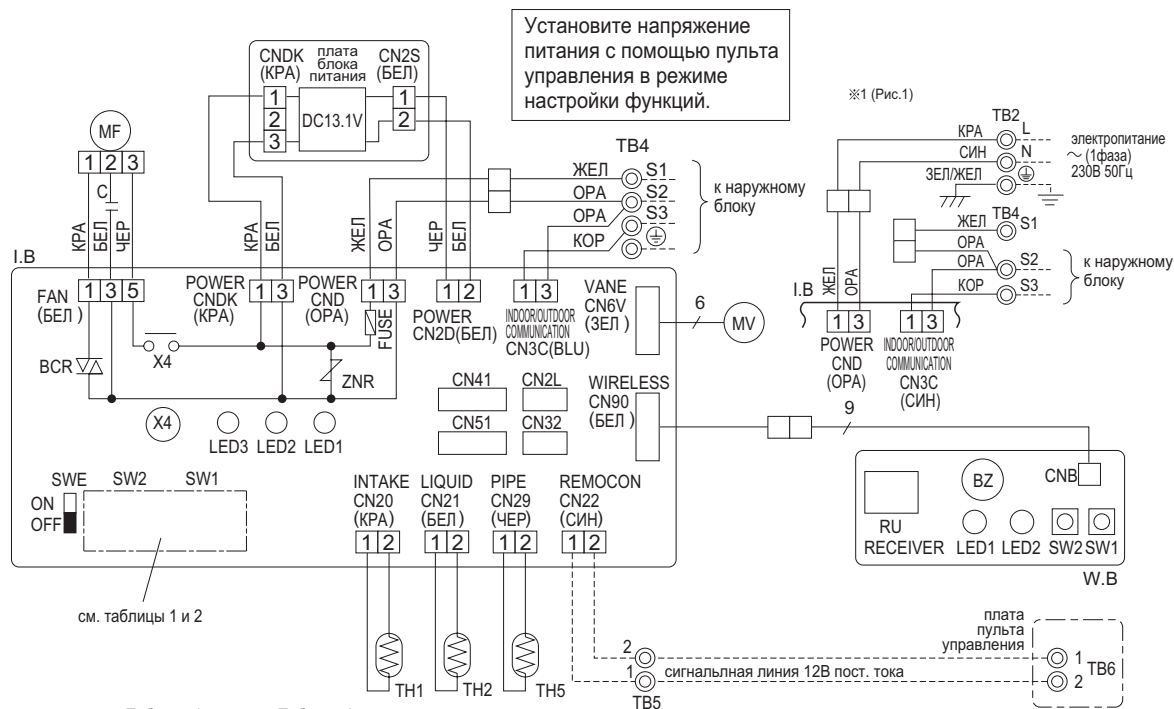 Установите напряжение
питания с помощью пульта
управления в режиме
настройки функций.
CNDK
(КРА)
плата
блока
питания
CN2S
(БЕЛ)
1
2
3
DC13.1V
1
2
MF
1 2 3
C
КРА
БЕЛ
ЧЕР
КРА
БЕЛ
ЖЕЛ
ОРА
ЧЕР
БЕЛ
TB4
ЖЕЛ
S1
ОРА
S2
ОРА
S3
КОР
к наружному
блоку
※1 (Рис.1)
TB2
КРА
L
СИН
N
ЗЕЛ/ЖЕЛ
электропитание
~ (1фаза)
230В 50Гц
TB4
ЖЕЛ
S1
ОРА
ОРА
S2
КОР
S3
к наружному
блоку
ЖЕЛ
ОРА
I.B
1 3
POWER
CND
(ОРА)
1 3
INDOOR/OUTDOOR
COMMUNICATION
CN3C
(СИН)
I.B
FAN
(БЕЛ)
1 3 5
POWER
CNDK
(КРА)
1 3
POWER
CND
(ОРА)
1 3
FUSE
1 2
POWER
CN2D(БЕЛ)
1 3
INDOOR/OUTDOOR
COMMUNICATION
CN3C(BLU)
VANE
CN6V
(ЗЕЛ )
6
MV
BCR
X4
ZNR
X4
LED3 LED2 LED1
CN41
CN2L
CN51
CN32
WIRELESS
CN90
(БЕЛ )
9
SWE
ON
OFF
SW2
SW1
см. таблицы 1 и 2
INTAKE
CN20
(КРА)
1 2
LIQUID
CN21
(БЕЛ )
1 2
PIPE
CN29
(ЧЕР)
1 2
REMOCON
CN22
(СИН)
1 2
TH1
TH2
TH5
RU
RECEIVER
BZ
CNB
LED1 LED2 SW2 SW1
W.B
2
1
TB5
сигнальлная линия 12В пост. тока
плата
пульта
управления
1
2
TB6